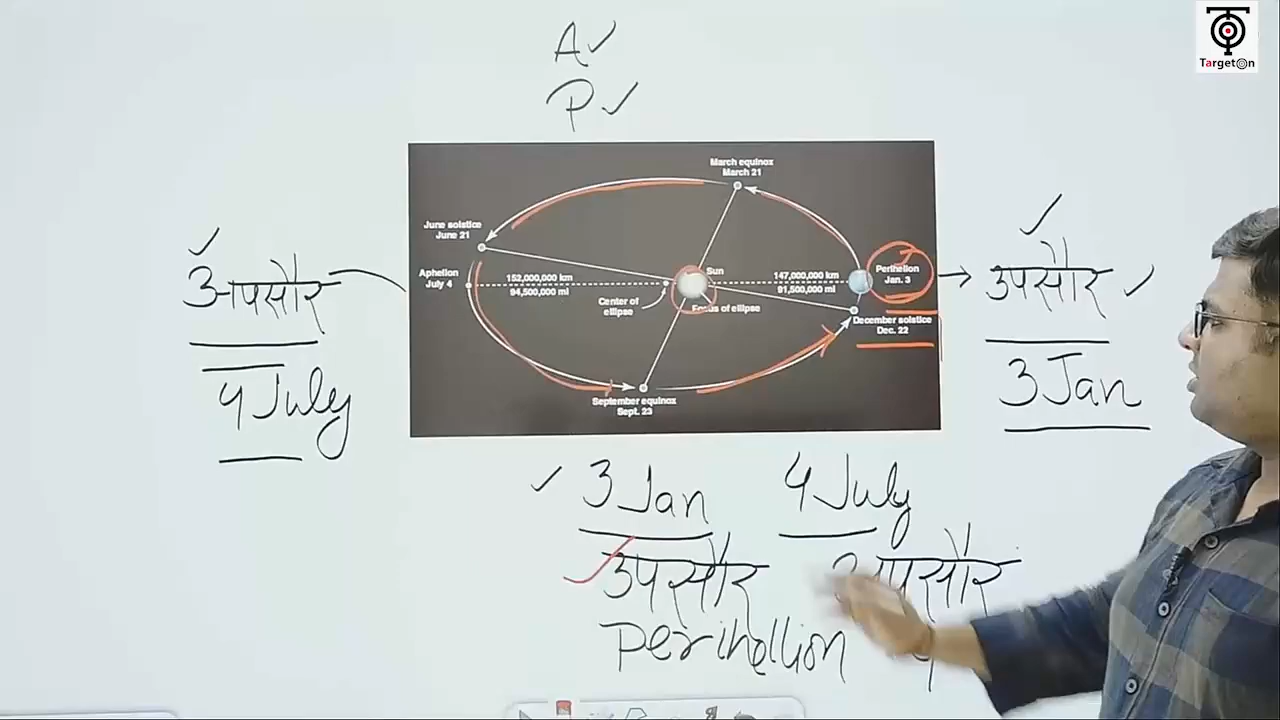 TargetOn
A
P
March equinox
March 21
June solstice
June 21
Aphelion
July 4
152,000,000 km
94,500,000 mi
Center of
ellipse
Sun
Focus of ellipse
147,000,000 km
91,500,000 mi
Perihelion
Jan. 3
December solstice
Dec. 22
September equinox
Sept. 23
अपसौर
4 July
उपसौर
3 Jan
3 Jan 4 July
उपसौर अपसौर
Perihellion